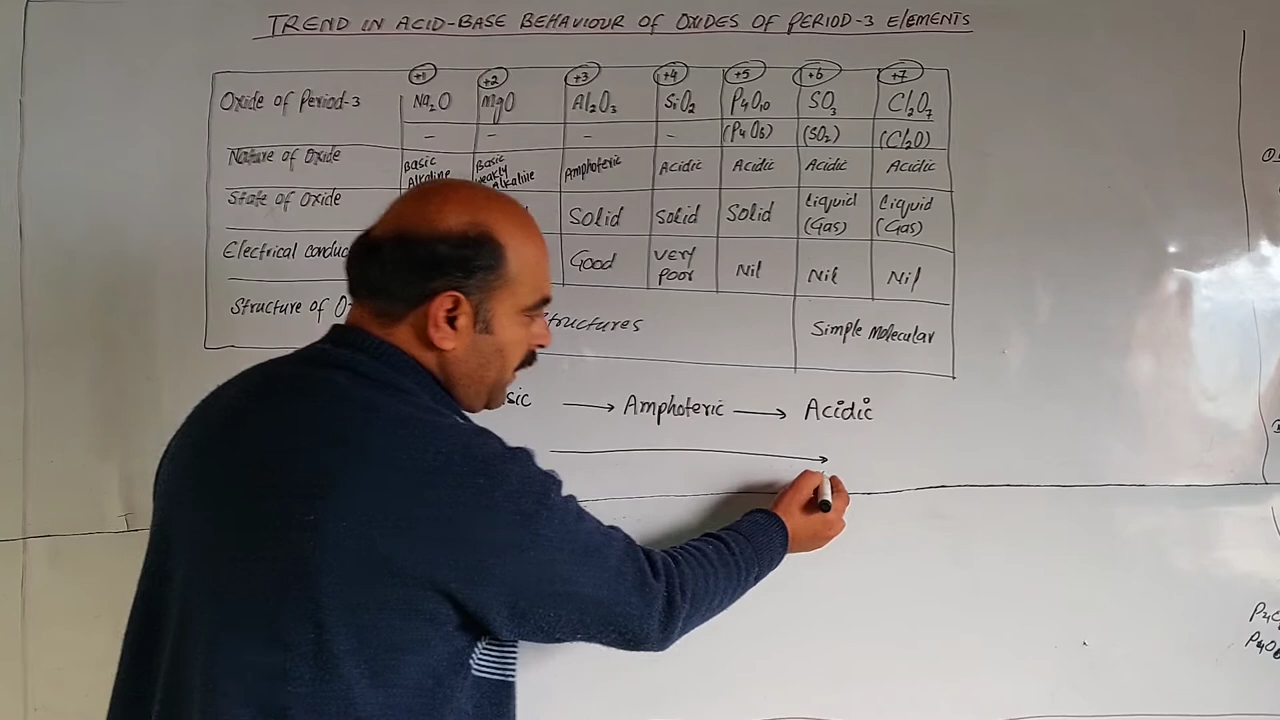 TREND IN ACID-BASE BEHAVIOUR OF OXIDES OF PERIOD-3 ElEMENTS
+1 +2 +3 +4 +5 +6 +7
Oxide of Period-3 Na₂O MgO Al₂O₃ SiO₂ P₄O₁₀ SO₃ Cl₂O₇
- - - - (P₄O₆) (SO₂) (Cl₂O)
Nature of Oxide Basic Alkaline Basic weakly Alkaline Amphoteric Acidic Acidic Acidic Acidic
State of Oxide Solid Solid Solid Liquid (Gas) Liquid (Gas)
Electrical Good very Poor Nil Nil Nil
Structure of Structures Simple Molecular
→ Amphoteric → Acidic
P₄O